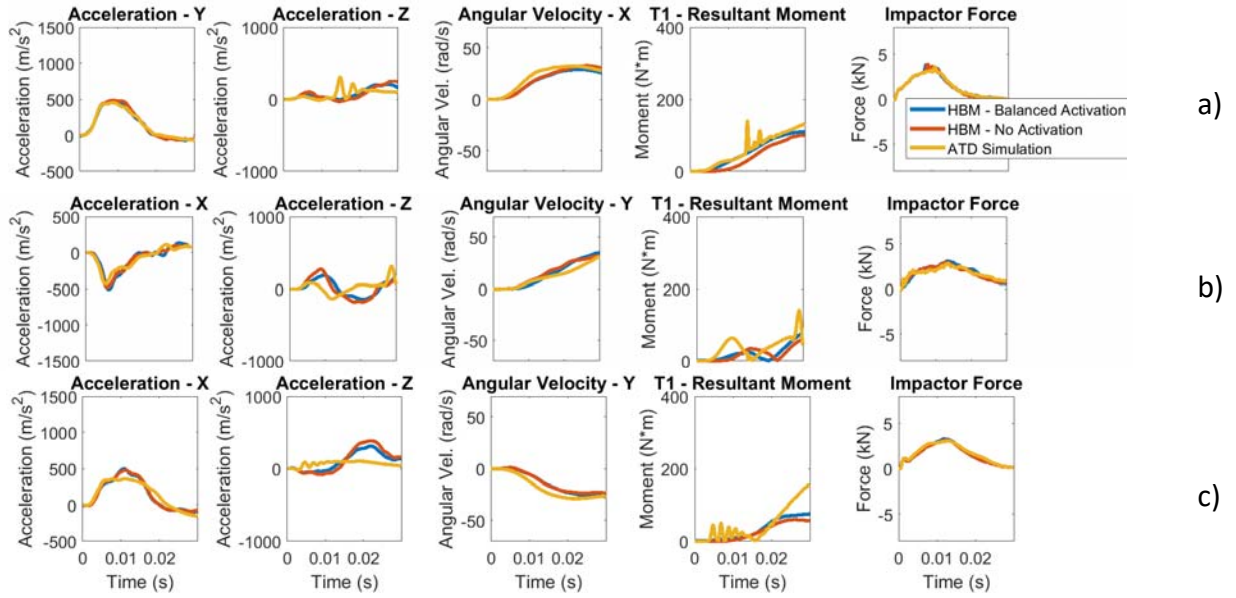 Acceleration - Y Acceleration - Z Angular Velocity - X T1 - Resultant Moment Impactor Force
Acceleration (m/s²) 1500 1000 500 0 -500
Acceleration (m/s²) 1000 0 -1000
Angular Vel. (rad/s) 50 0 -50
Moment (N*m) 400 200 0
Force (kN) 5 0 -5
HBM - Balanced Activation
HBM - No Activation
ATD Simulation
a)
Acceleration - X Acceleration - Z Angular Velocity - Y T1 - Resultant Moment Impactor Force
Acceleration (m/s²) 500 0 -500 -1000 -1500
Acceleration (m/s²) 1000 0 -1000
Angular Vel. (rad/s) 50 0 -50
Moment (N*m) 400 200 0
Force (kN) 5 0 -5
b)
Acceleration - X Acceleration - Z Angular Velocity - Y T1 - Resultant Moment Impactor Force
Acceleration (m/s²) 1500 1000 500 0 -500
Acceleration (m/s²) 1000 0 -1000
Angular Vel. (rad/s) 50 0 -50
Moment (N*m) 400 200 0
Force (kN) 5 0 -5
c)
0 0.01 0.02 0 0.01 0.02 0 0.01 0.02 0 0.01 0.02 0 0.01 0.02
Time (s) Time (s) Time (s) Time (s) Time (s)